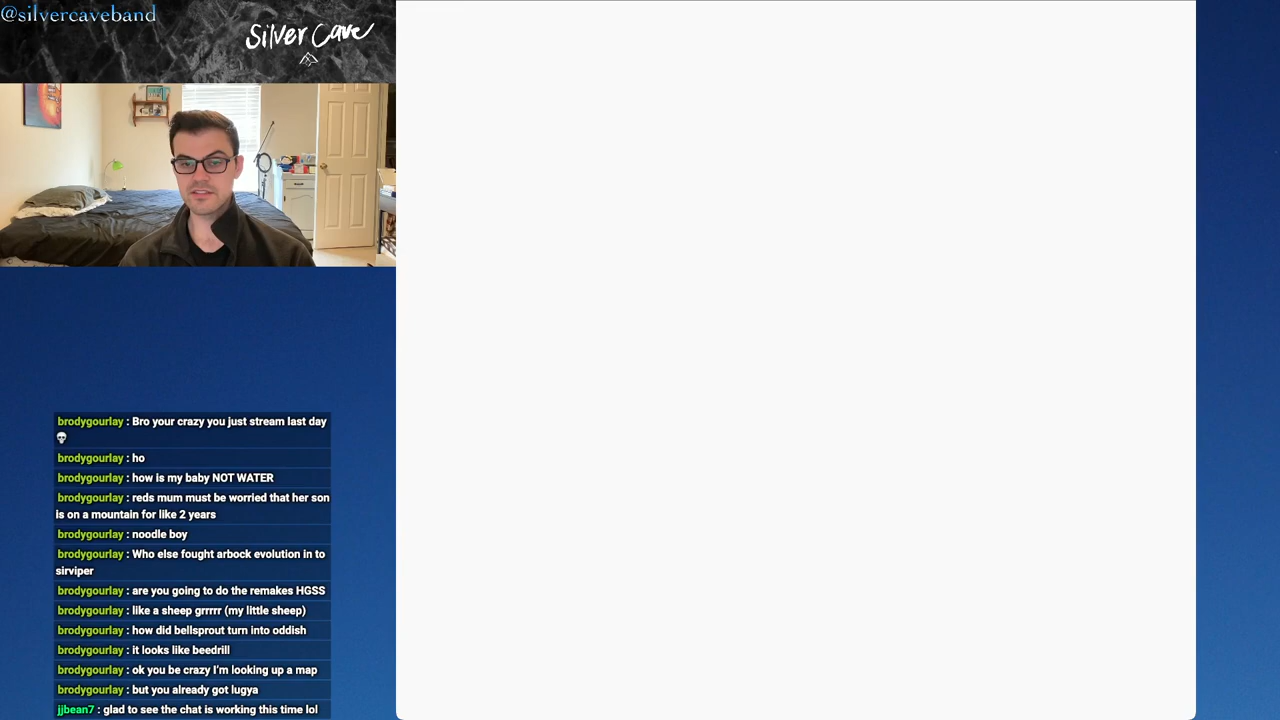 @silvercaveband
Silver Cave
brodygourlay : Bro your crazy you just stream last day
💀
brodygourlay : ho
brodygourlay : how is my baby NOT WATER
brodygourlay : reds mum must be worried that her son
is on a mountain for like 2 years
brodygourlay : noodle boy
brodygourlay : Who else fought arbock evolution in to
sirviper
brodygourlay : are you going to do the remakes HGSS
brodygourlay : like a sheep grrrrr (my little sheep)
brodygourlay : how did bellsprout turn into oddish
brodygourlay : it looks like beedrill
brodygourlay : ok you be crazy I'm looking up a map
brodygourlay : but you already got lugya
jjbean7 : glad to see the chat is working this time lol